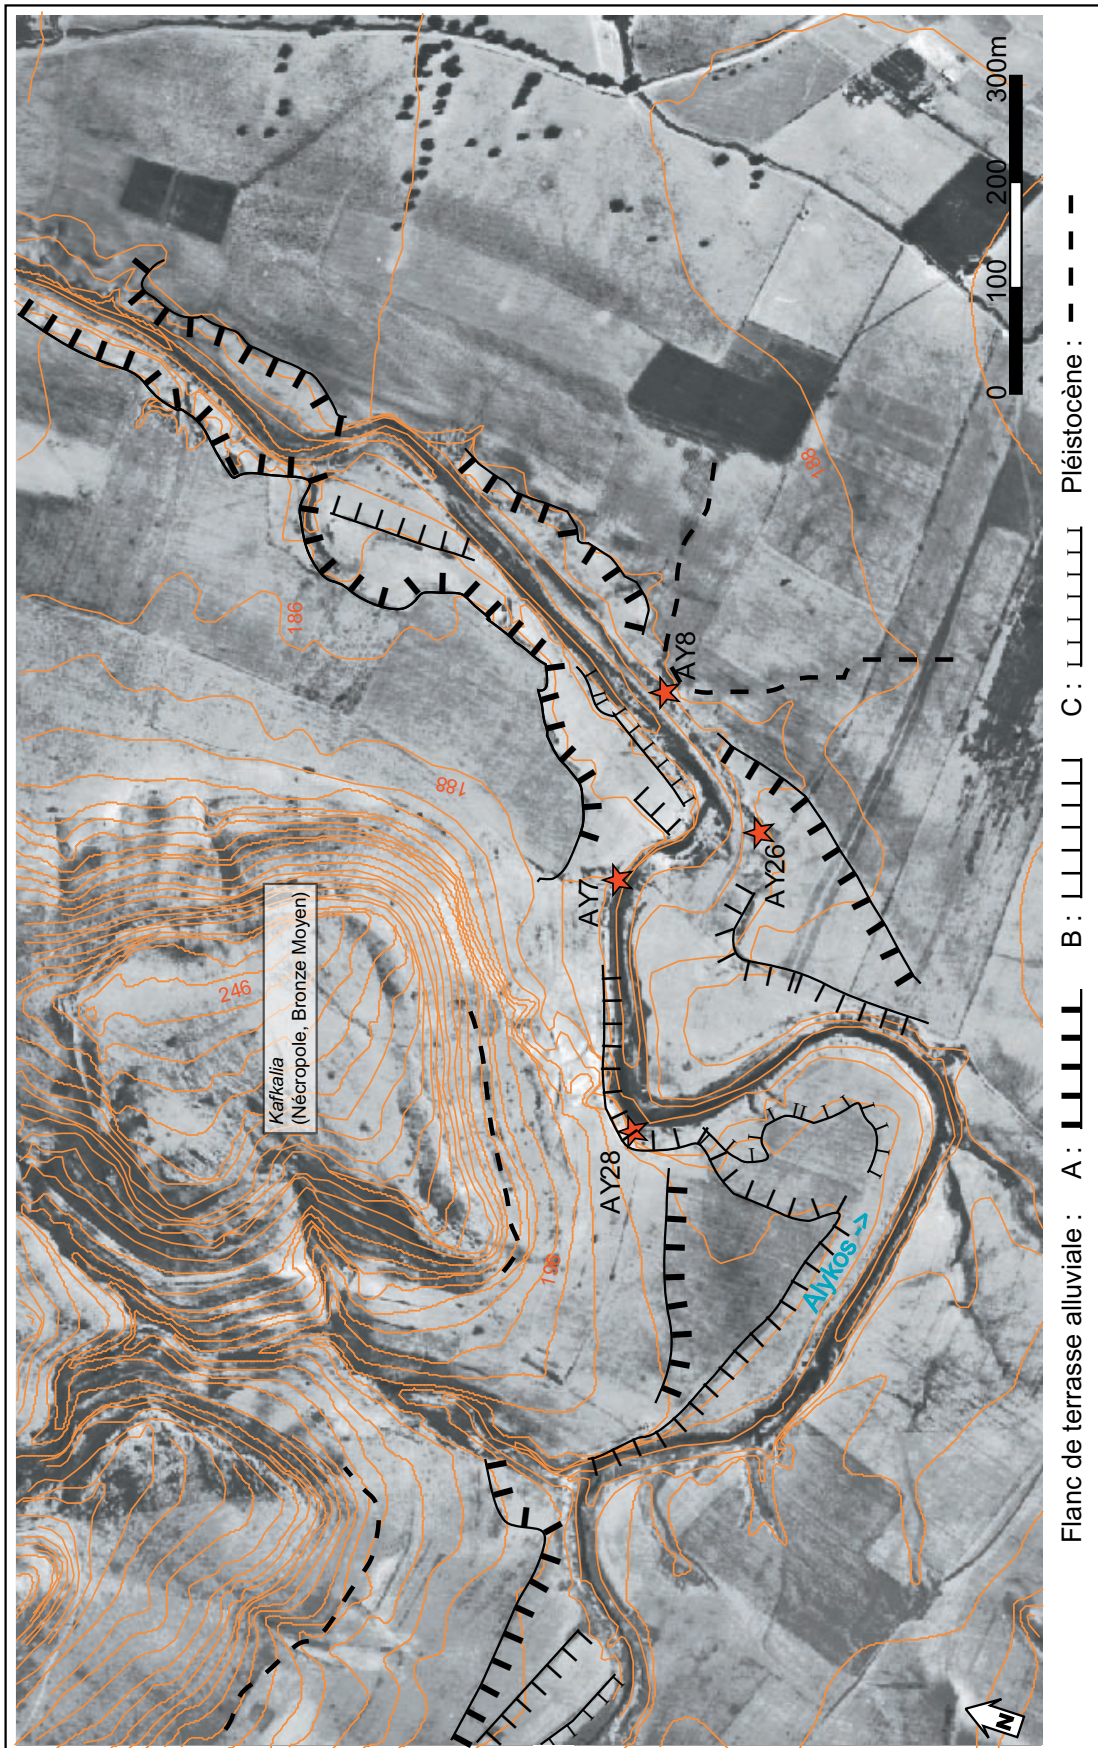 Kafkalia
(Nécropole, Bronze Moyen)
246
186
188
188
196
AY28
AY7
AY26
AY8
Alykos ->
N
0 100 200 300m
Flanc de terrasse alluviale : A : B : C : Pléistocène :